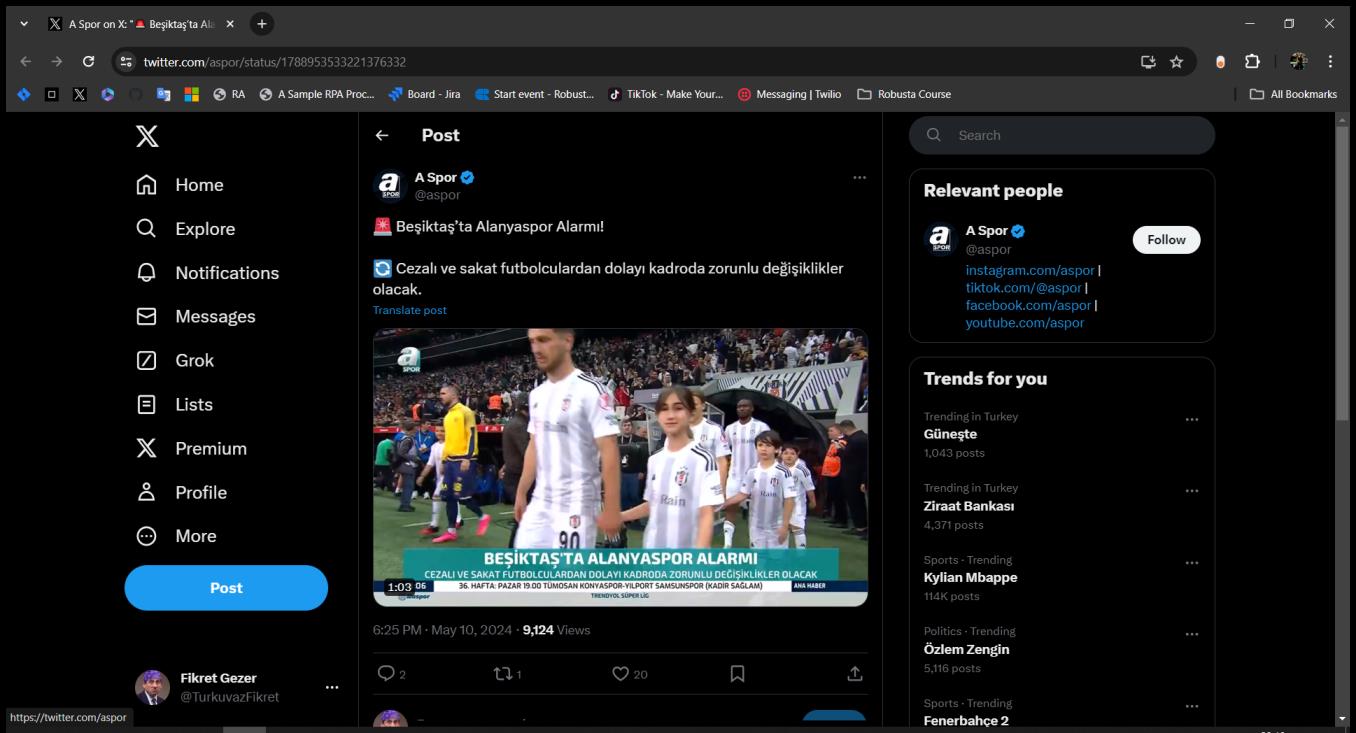 A Spor on X: "🚨 Beşiktaş'ta Ala
twitter.com/aspor/status/1788953533221376332
RA
A Sample RPA Proc...
Board - Jira
Start event - Robust...
TikTok - Make Your...
Messaging | Twilio
Robusta Course
All Bookmarks
Home
Explore
Notifications
Messages
Grok
Lists
Premium
Profile
More
Post
Fikret Gezer
@TurkuvazFikret
https://twitter.com/aspor
Post
A Spor
@aspor
🚨 Beşiktaş'ta Alanyaspor Alarmı!
🔄 Cezalı ve sakat futbolculardan dolayı kadroda zorunlu değişiklikler
olacak.
Translate post
a
SPOR
Rain
Rain
90
BEŞİKTAŞ'TA ALANYASPOR ALARMI
CEZALI VE SAKAT FUTBOLCULARDAN DOLAYI KADRODA ZORUNLU DEĞİŞİKLİKLER OLACAK
1:03
:06
36. HAFTA: PAZAR 19.00 TÜMOSAN KONYASPOR-YILPORT SAMSUNSPOR (KADİR SAĞLAM)
ANA HABER
@aspor
TRENDYOL SÜPER LİG
6:25 PM · May 10, 2024 · 9,124 Views
2
1
20
Search
Relevant people
a
SPOR
A Spor
@aspor
Follow
instagram.com/aspor |
tiktok.com/@aspor |
facebook.com/aspor |
youtube.com/aspor
Trends for you
Trending in Turkey
Güneşte
1,043 posts
Trending in Turkey
Ziraat Bankası
4,371 posts
Sports · Trending
Kylian Mbappe
114K posts
Politics · Trending
Özlem Zengin
5,116 posts
Sports · Trending
Fenerbahçe 2